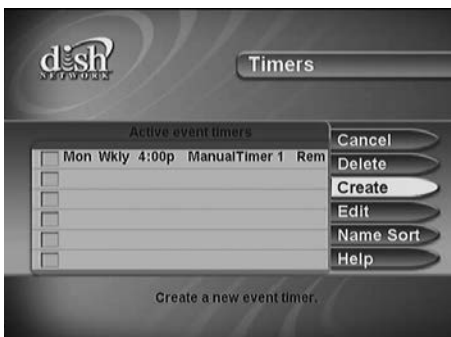 dish
NETWORK
Timers
Active event timers
Mon Wkly 4:00p ManualTimer 1 Rem
Cancel
Delete
Create
Edit
Name Sort
Help
Create a new event timer.